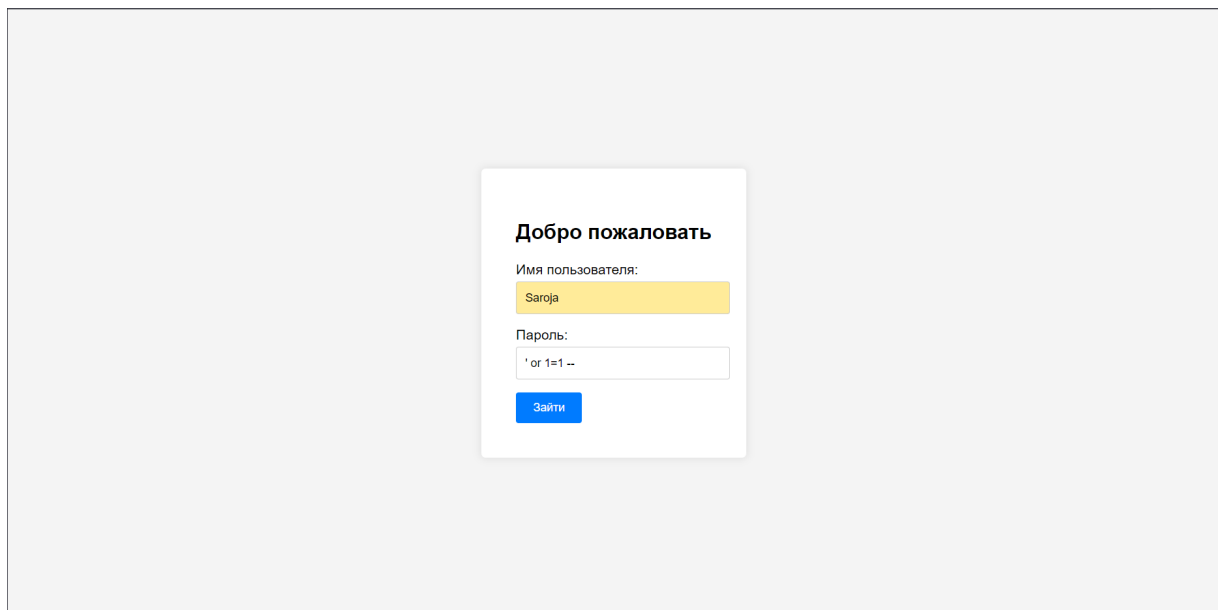 Добро пожаловать
Имя пользователя:
Saroja
Пароль:
' or 1=1 --
Зайти